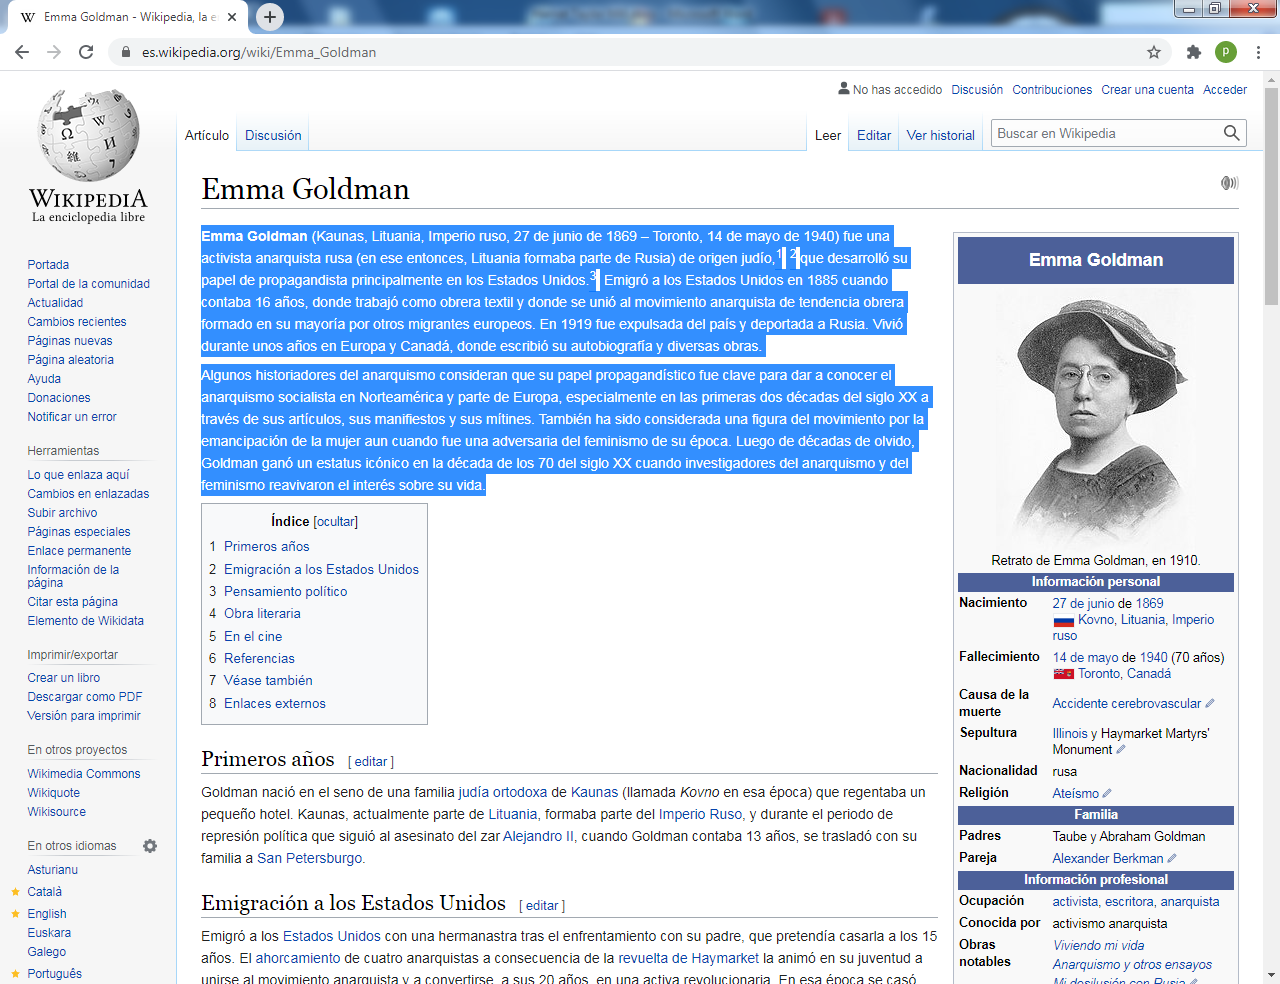 Emma Goldman - Wikipedia, la e
es.wikipedia.org/wiki/Emma_Goldman
p
No han accedido Discusión Contribuciones Crear una cuenta Acceder
Artículo Discusión
Leer Editar Ver historial
Buscar en Wikipedia
WIKIPEDIA
La enciclopedia libre
Portada
Portal de la comunidad
Actualidad
Cambios recientes
Páginas nuevas
Página aleatoria
Ayuda
Donaciones
Notificar un error
Herramientas
Lo que enlaza aquí
Cambios en enlazadas
Subir archivo
Páginas especiales
Enlace permanente
Información de la
página
Citar esta página
Elemento de Wikidata
Imprimir/exportar
Crear un libro
Descargar como PDF
Versión para imprimir
En otros proyectos
Wikimedia Commons
Wikiquote
Wikisource
En otros idiomas
Asturianu
Català
English
Euskara
Galego
Português
Emma Goldman
Emma Goldman (Kaunas, Lituania, Imperio ruso, 27 de junio de 1869 – Toronto, 14 de mayo de 1940) fue una
activista anarquista rusa (en ese entonces, Lituania formaba parte de Rusia) de origen judío,1 2 que desarrolló su
papel de propagandista principalmente en los Estados Unidos.3 Emigró a los Estados Unidos en 1885 cuando
contaba 16 años, donde trabajó como obrera textil y donde se unió al movimiento anarquista de tendencia obrera
formado en su mayoría por otros migrantes europeos. En 1919 fue expulsada del país y deportada a Rusia. Vivió
durante unos años en Europa y Canadá, donde escribió su autobiografía y diversas obras.
Algunos historiadores del anarquismo consideran que su papel propagandístico fue clave para dar a conocer el
anarquismo socialista en Norteamérica y parte de Europa, especialmente en las primeras dos décadas del siglo XX a
través de sus artículos, sus manifiestos y sus mítines. También ha sido considerada una figura del movimiento por la
emancipación de la mujer aun cuando fue una adversaria del feminismo de su época. Luego de décadas de olvido,
Goldman ganó un estatus icónico en la década de los 70 del siglo XX cuando investigadores del anarquismo y del
feminismo reavivaron el interés sobre su vida.
Índice [ocultar]
1 Primeros años
2 Emigración a los Estados Unidos
3 Pensamiento político
4 Obra literaria
5 En el cine
6 Referencias
7 Véase también
8 Enlaces externos
Primeros años [ editar ]
Goldman nació en el seno de una familia judía ortodoxa de Kaunas (llamada Kovno en esa época) que regentaba un
pequeño hotel. Kaunas, actualmente parte de Lituania, formaba parte del Imperio Ruso, y durante el periodo de
represión política que siguió al asesinato del zar Alejandro II, cuando Goldman contaba 13 años, se trasladó con su
familia a San Petersburgo.
Emigración a los Estados Unidos [ editar ]
Emigró a los Estados Unidos con una hermanastra tras el enfrentamiento con su padre, que pretendía casarla a los 15
años. El ahorcamiento de cuatro anarquistas a consecuencia de la revuelta de Haymarket la animó en su juventud a
unirse al movimiento anarquista y a convertirse, a sus 20 años, en una activa revolucionaria. En esa época se casó
Emma Goldman
Retrato de Emma Goldman, en 1910.
Información personal
Nacimiento 27 de junio de 1869
Kovno, Lituania, Imperio
ruso
Fallecimiento 14 de mayo de 1940 (70 años)
Toronto, Canadá
Causa de la
muerte Accidente cerebrovascular
Sepultura Illinois y Haymarket Martyrs'
Monument
Nacionalidad rusa
Religión Ateísmo
Familia
Padres Taube y Abraham Goldman
Pareja Alexander Berkman
Información profesional
Ocupación activista, escritora, anarquista
Conocida por activismo anarquista
Obras
notables Viviendo mi vida
Anarquismo y otros ensayos
Mi desilusión con Rusia